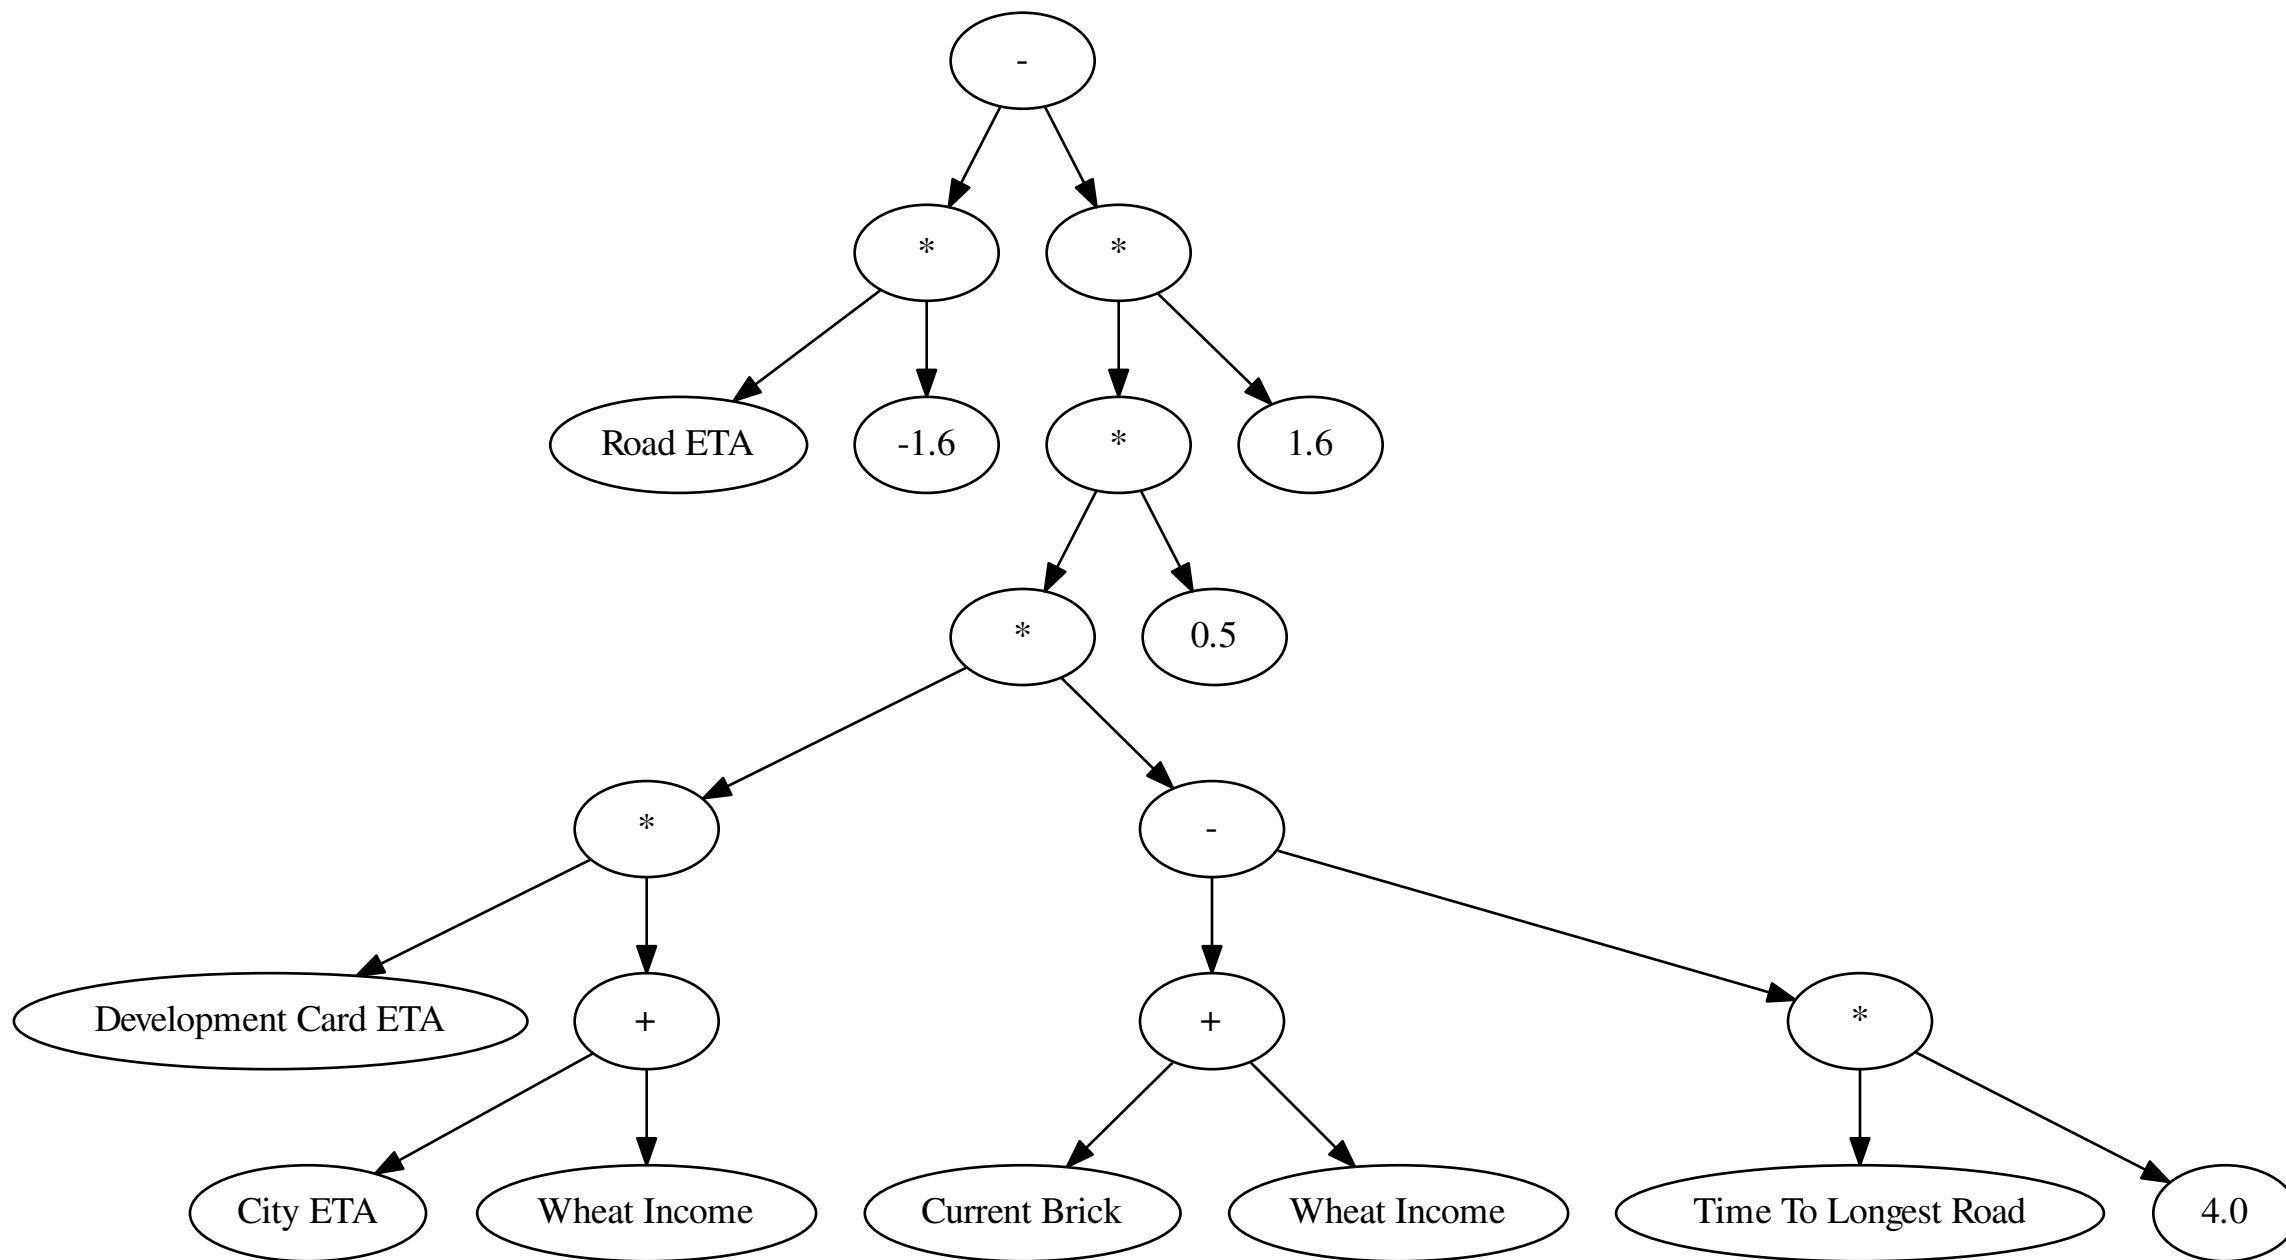 -
*
*
Road ETA
-1.6
*
1.6
*
0.5
*
-
Development Card ETA
+
+
*
City ETA
Wheat Income
Current Brick
Wheat Income
Time To Longest Road
4.0